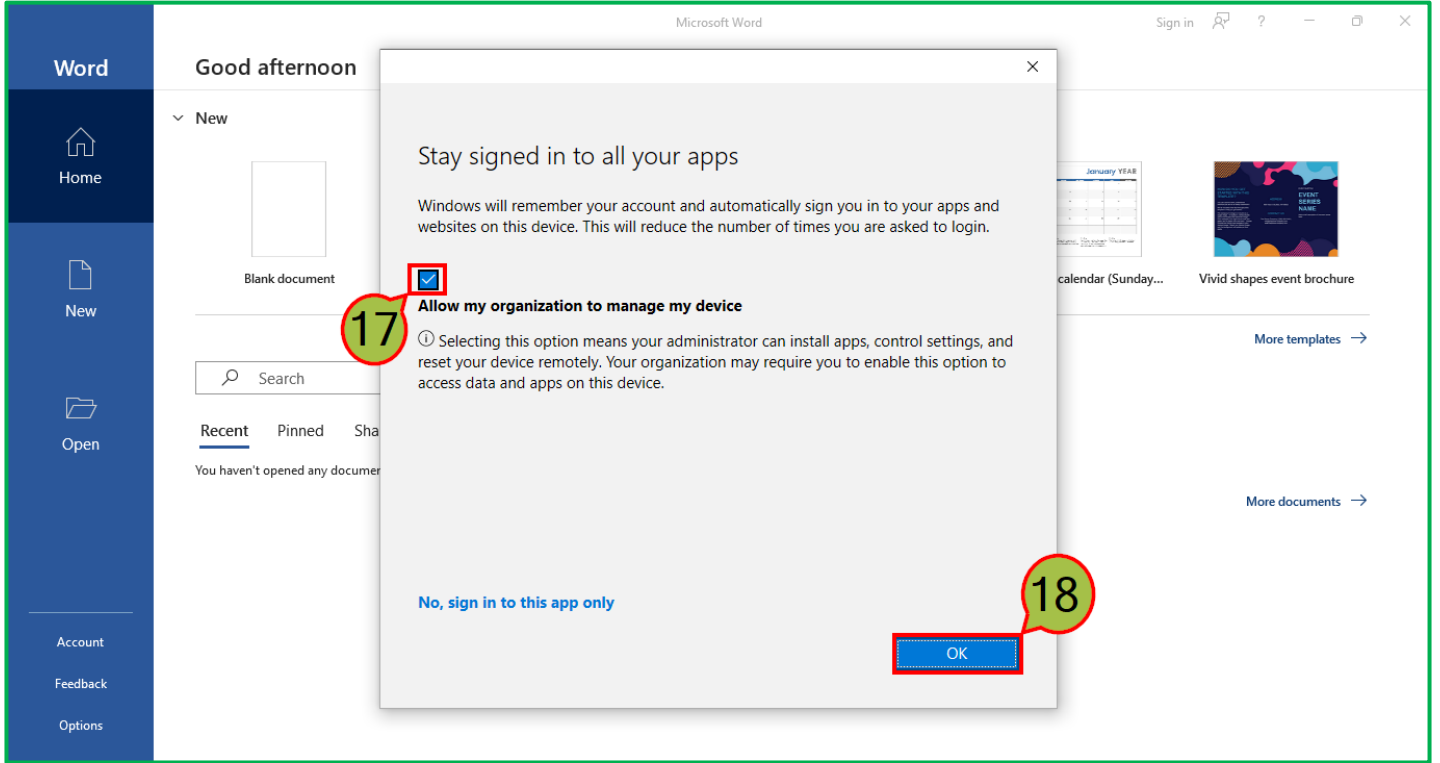 Microsoft Word
Sign in
?
Word
Good afternoon
New
Home
Stay signed in to all your apps
Windows will remember your account and automatically sign you in to your apps and
websites on this device. This will reduce the number of times you are asked to login.
January YEAR
EVENT
SERIES
NAME
Blank document
calendar (Sunday...
Vivid shapes event brochure
New
17
Allow my organization to manage my device
Selecting this option means your administrator can install apps, control settings, and
reset your device remotely. Your organization may require you to enable this option to
access data and apps on this device.
More templates
Search
Recent
Pinned
Sha
Open
You haven't opened any documen
More documents
No, sign in to this app only
18
OK
Account
Feedback
Options